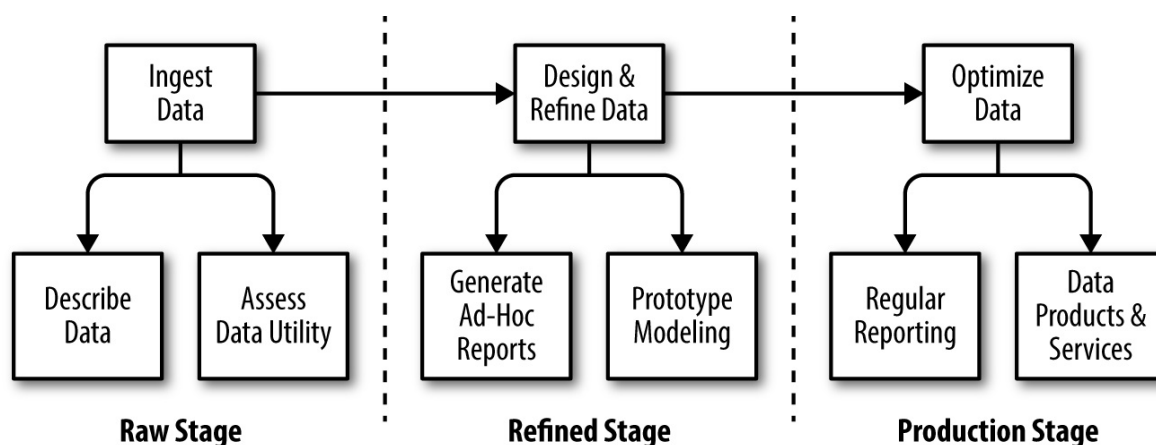 Ingest
Data
Design &
Refine Data
Optimize
Data
Describe
Data
Assess
Data Utility
Generate
Ad-Hoc
Reports
Prototype
Modeling
Regular
Reporting
Data
Products &
Services
Raw Stage
Refined Stage
Production Stage